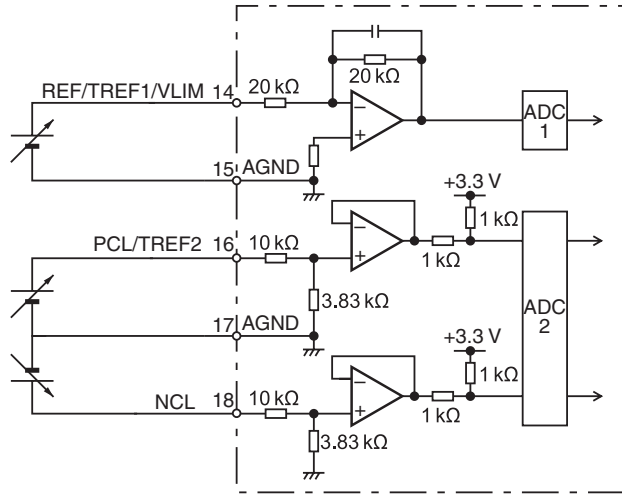 20 kΩ
REF/TREF1/VLIM 14 20 kΩ
ADC 1
15 AGND
+3.3 V
1 kΩ
PCL/TREF2 16 10 kΩ
1 kΩ
3.83 kΩ
ADC 2
17 AGND
+3.3 V
1 kΩ
NCL 18 10 kΩ
1 kΩ
3.83 kΩ